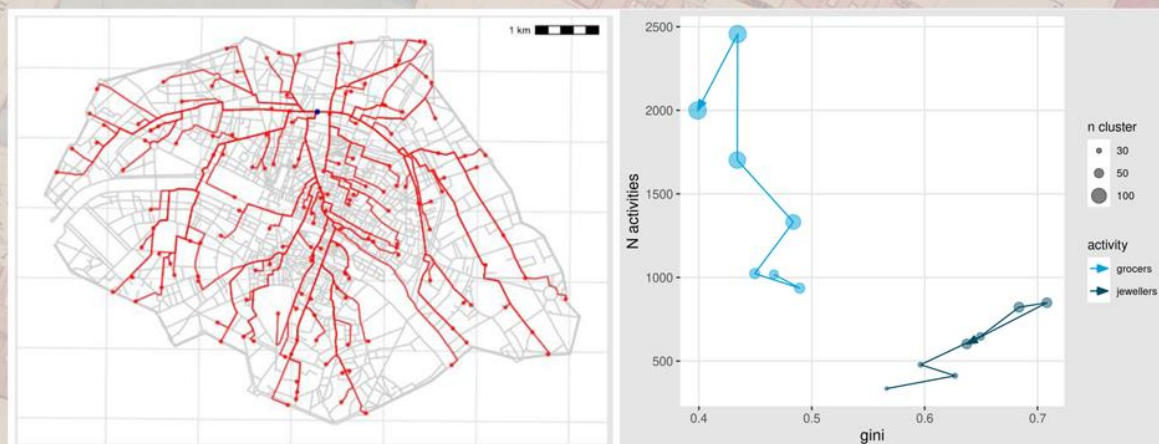 1 km
2500
2000
1500
1000
500
N activities
0.4
0.5
0.6
0.7
gini
n cluster
30
50
100
activity
grocers
jewellers